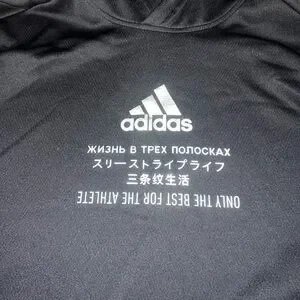 adidas
ЖИЗНЬ В ТРЕХ ПОЛОСКАХ
スリーストライプライフ
三条纹生活
ONLY THE BEST FOR THE ATHLETE